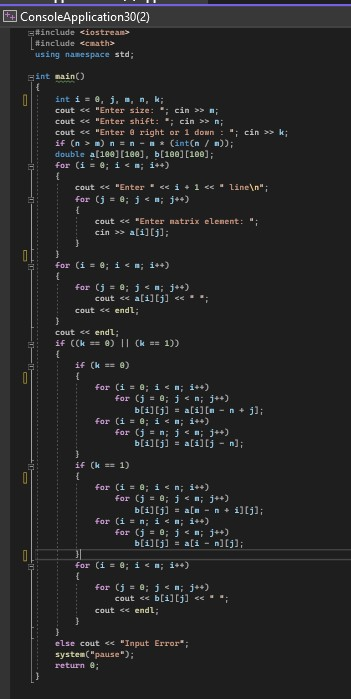 ConsoleApplication30(2)
#include <iostream>
#include <cmath>
using namespace std;
int main()
{
int i = 0, j, m, n, k;
cout << "Enter size: "; cin >> m;
cout << "Enter shift: "; cin >> n;
cout << "Enter 0 right or 1 down : "; cin >> k;
if (n > m) n = n - m * (int(n / m));
double a[100][100], b[100][100];
for (i = 0; i < m; i++)
{
cout << "Enter " << i + 1 << " line\n";
for (j = 0; j < m; j++)
{
cout << "Enter matrix element: ";
cin >> a[i][j];
}
}
for (i = 0; i < m; i++)
{
for (j = 0; j < m; j++)
cout << a[i][j] << " ";
cout << endl;
}
cout << endl;
if ((k == 0) || (k == 1))
{
if (k == 0)
{
for (i = 0; i < m; i++)
for (j = 0; j < n; j++)
b[i][j] = a[i][m - n + j];
for (i = 0; i < m; i++)
for (j = n; j < m; j++)
b[i][j] = a[i][j - n];
}
if (k == 1)
{
for (i = 0; i < n; i++)
for (j = 0; j < m; j++)
b[i][j] = a[m - n + i][j];
for (i = n; i < m; i++)
for (j = 0; j < m; j++)
b[i][j] = a[i - n][j];
}
for (i = 0; i < m; i++)
{
for (j = 0; j < m; j++)
cout << b[i][j] << " ";
cout << endl;
}
}
else cout << "Input Error";
system("pause");
return 0;
}